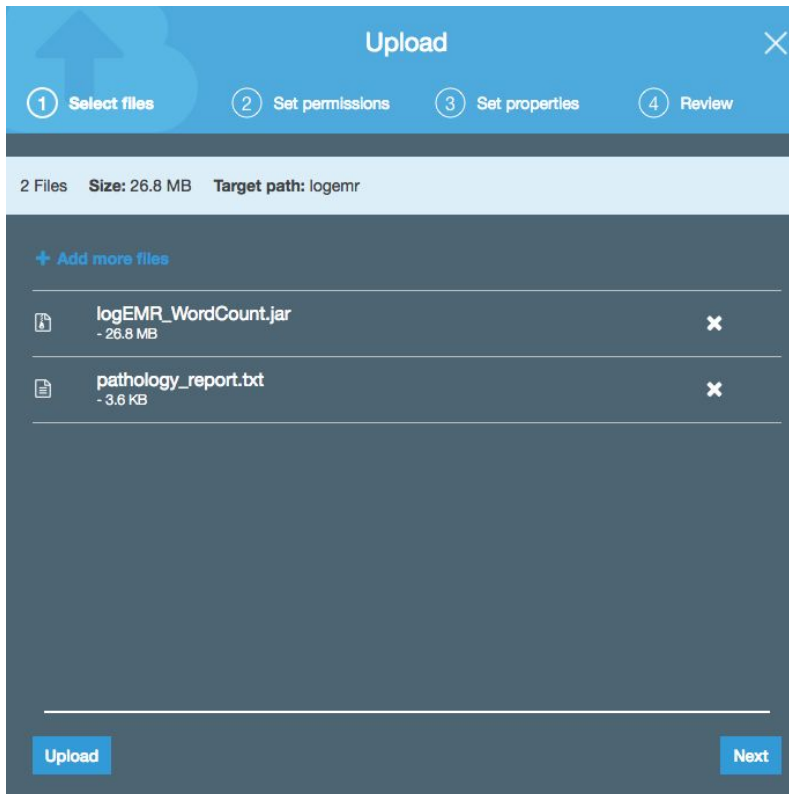 Upload
1 Select files 2 Set permissions 3 Set properties 4 Review
2 Files Size: 26.8 MB Target path: logemr
+ Add more files
logEMR_WordCount.jar
- 26.8 MB
pathology_report.txt
- 3.6 KB
Upload Next